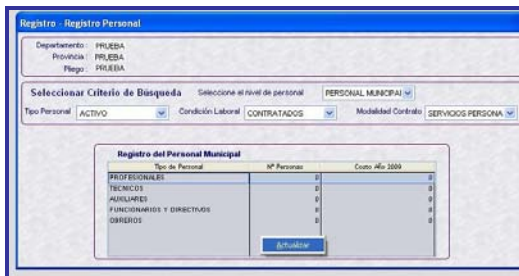 Registro - Registro Personal
Departamento : PRUEBA
Provincia : PRUEBA
Pliego : PRUEBA
Seleccionar Criterio de Búsqueda Seleccione el nivel de personal PERSONAL MUNICIPAL
Tipo Personal ACTIVO Condición Laboral CONTRATADOS Modalidad Contrato SERVICIOS PERSONA
Registro del Personal Municipal
Tipo de Personal Nº Personas Costo Año 2009
PROFESIONALES 0 0
TECNICOS 0 0
AUXILIARES 0 0
FUNCIONARIOS Y DIRECTIVOS 0 0
OBREROS 0 0
Actualizar